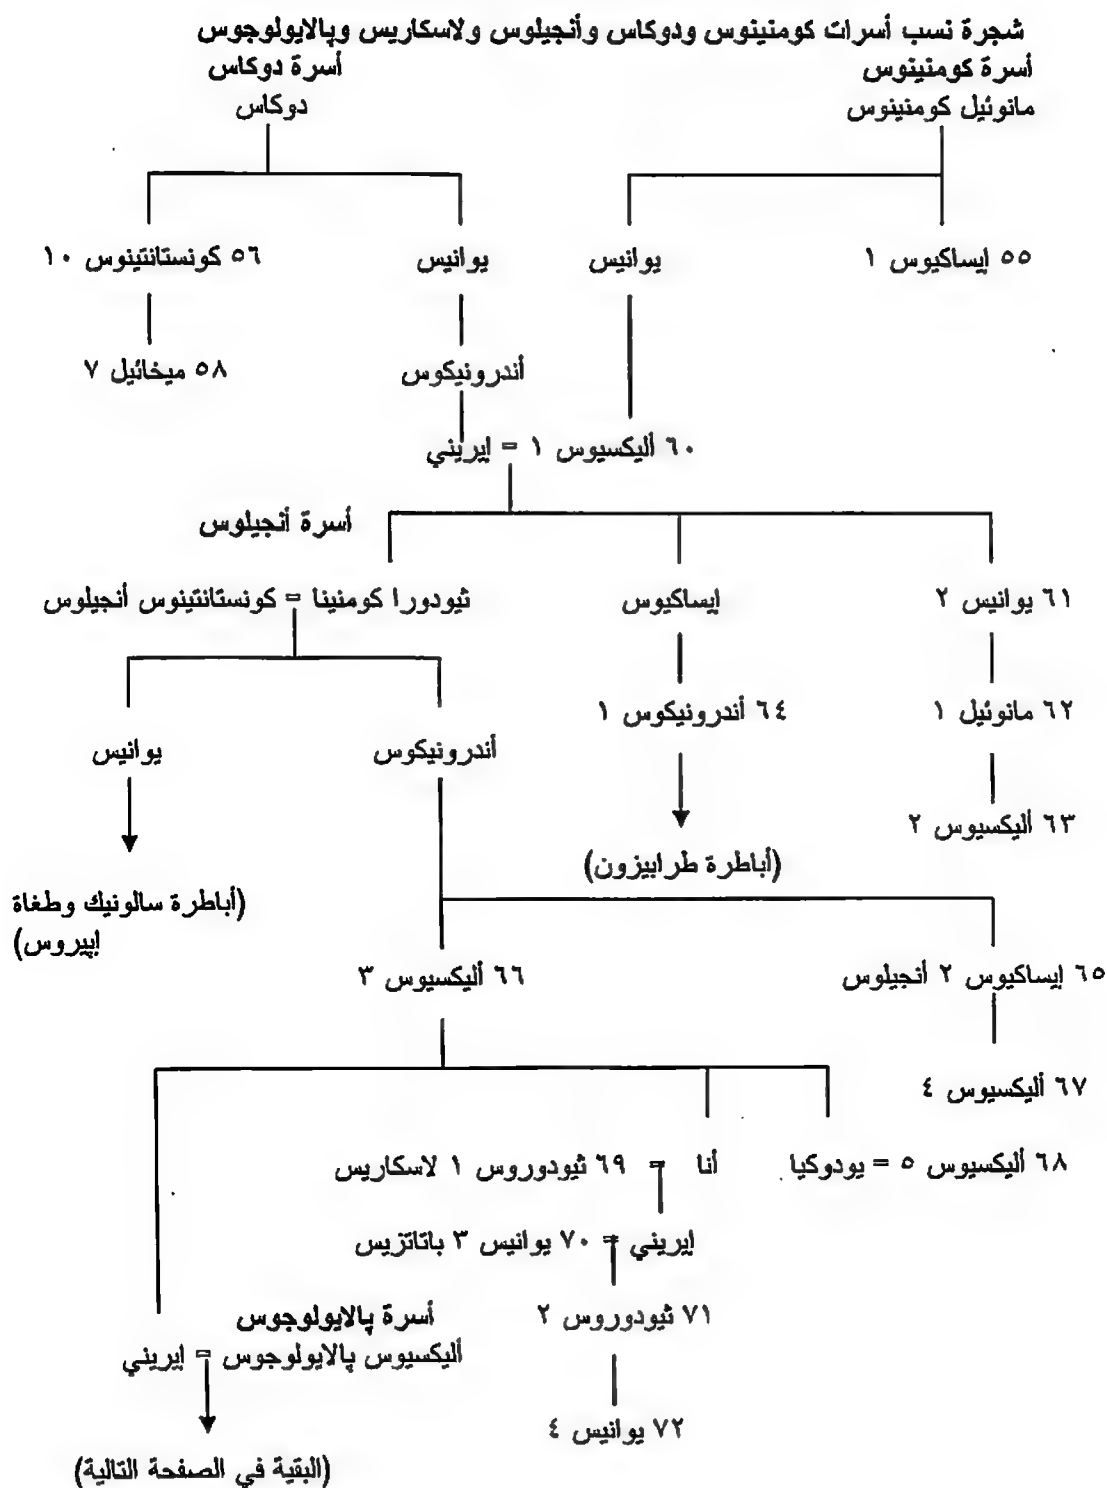 شجرة نسب أسرات كومنينوس ودوكاس وأنجيلوس ولاسكاريس وپالايولوجوس
أسرة كومنينوس
أسرة دوكاس
مانوئيل كومنينوس
دوكاس
٥٥ إيساكيوس ١
يوانيس
يوانيس
٥٦ كونستانتينوس ١٠
أندرونيكوس
٥٨ ميخائيل ٧
٦٠ أليكسيوس ١ = إيريني
أسرة أنجيلوس
٦١ يوانيس ٢
إيساكيوس
ثيودورا كومنينا = كونستانتينوس أنجيلوس
٦٢ مانوئيل ١
٦٤ أندرونيكوس ١
أندرونيكوس
يوانيس
٦٣ أليكسيوس ٢
(أباطرة طرابيزون)
(أباطرة سالونيك وطغاة
إپيروس)
٦٥ إيساكيوس ٢ أنجيلوس
٦٦ أليكسيوس ٣
٦٧ أليكسيوس ٤
٦٨ أليكسيوس ٥ = يودوكيا
أنا = ٦٩ ثيودوروس ١ لاسكاريس
إيريني = ٧٠ يوانيس ٣ باتاتزيس
٧١ ثيودوروس ٢
أسرة پالايولوجوس
أليكسيوس پالايولوجوس = إيريني
٧٢ يوانيس ٤
(البقية في الصفحة التالية)